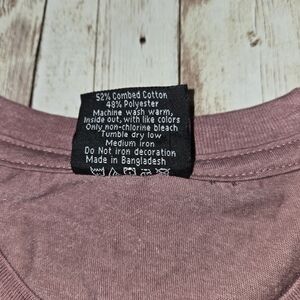 52% Combed Cotton
48% Polyester
Machine wash warm,
Inside out, with like colors
Only non-chlorine bleach
Tumble dry low
Medium iron
Do Not iron decoration
Made in Bangladesh